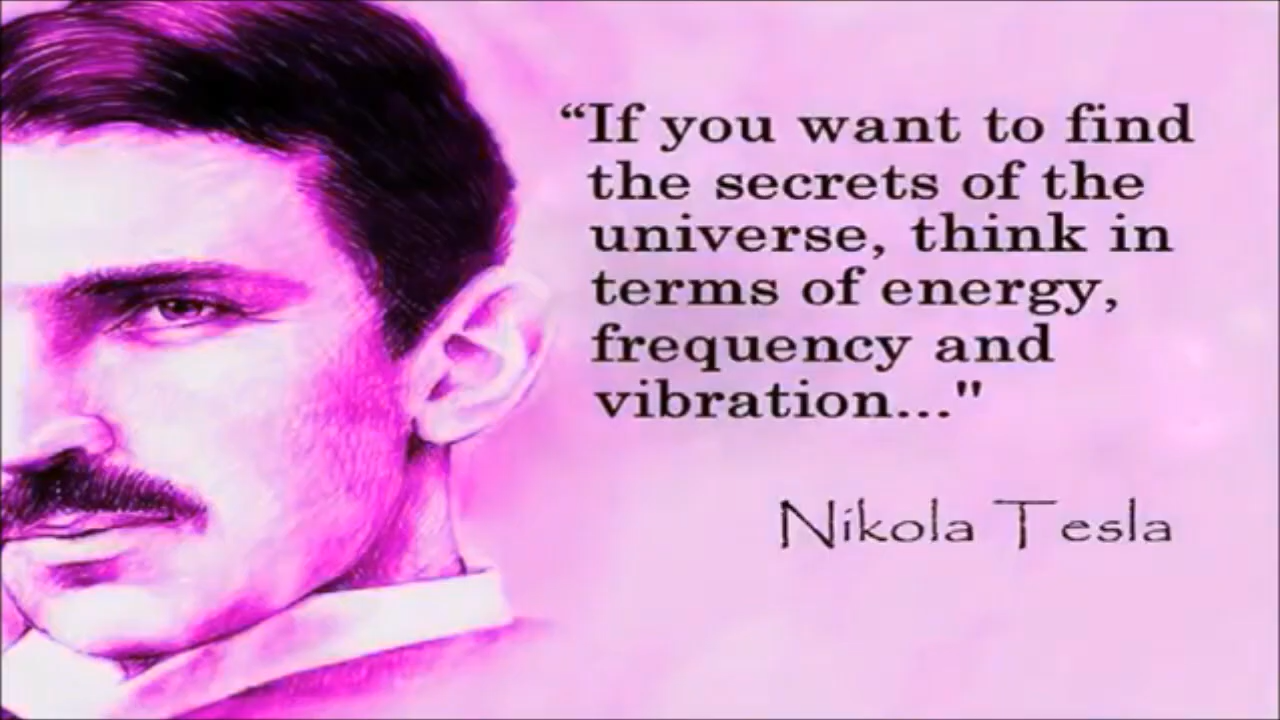 “If you want to find
the secrets of the
universe, think in
terms of energy,
frequency and
vibration..."
Nikola Tesla